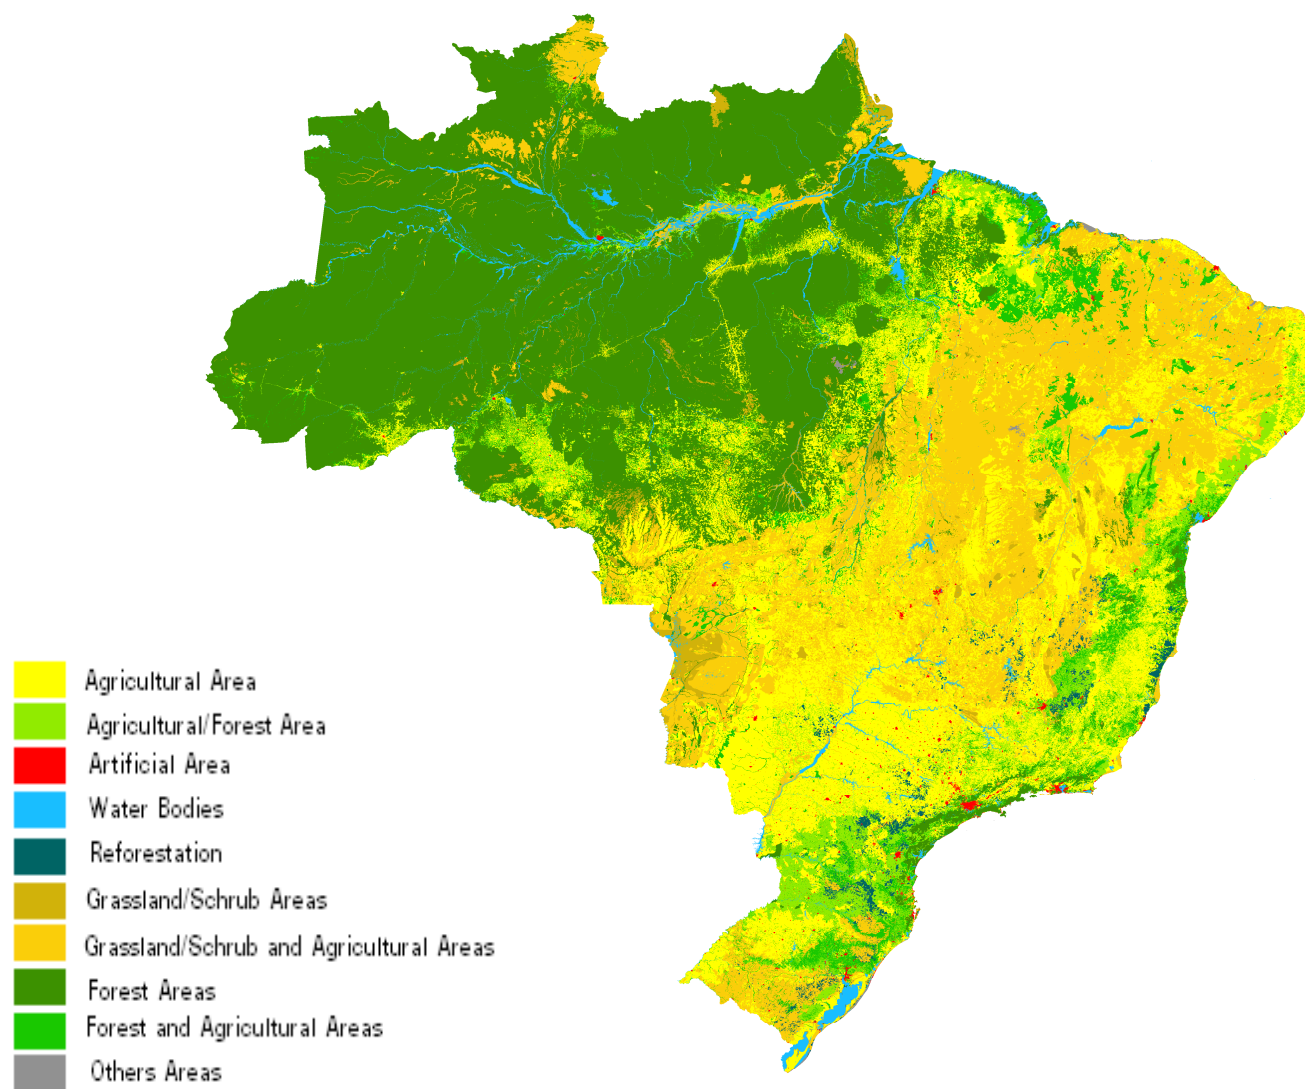 Agricultural Area
Agricultural/Forest Area
Artificial Area
Water Bodies
Reforestation
Grassland/Schrub Areas
Grassland/Schrub and Agricultural Areas
Forest Areas
Forest and Agricultural Areas
Others Areas